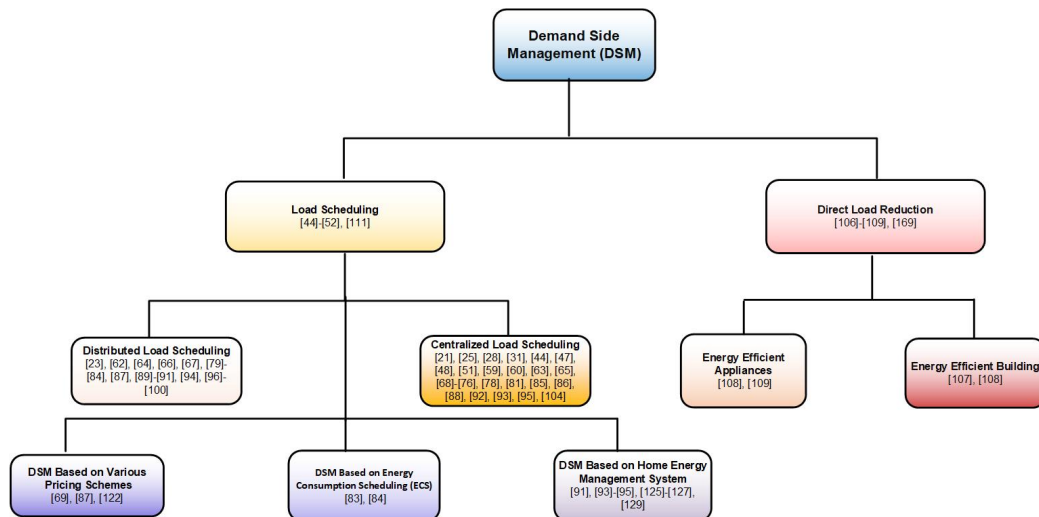 Demand Side
Management (DSM)
Load Scheduling
[44]-[52], [111]
Direct Load Reduction
[106]-[109], [169]
Distributed Load Scheduling
[23], [62], [64], [66], [67], [79]-
[84], [87], [89]-[91], [94], [96]-
[100]
Centralized Load Scheduling
[21], [25], [28], [31], [44], [47],
[48], [51], [59], [60], [63], [65],
[68]-[76], [78], [81], [85], [86],
[88], [92], [93], [95], [104]
Energy Efficient
Appliances
[108], [109]
Energy Efficient Building
[107], [108]
DSM Based on Various
Pricing Schemes
[69], [87], [122]
DSM Based on Energy
Consumption Scheduling (ECS)
[83], [84]
DSM Based on Home Energy
Management System
[91], [93]-[95], [125]-[127],
[129]